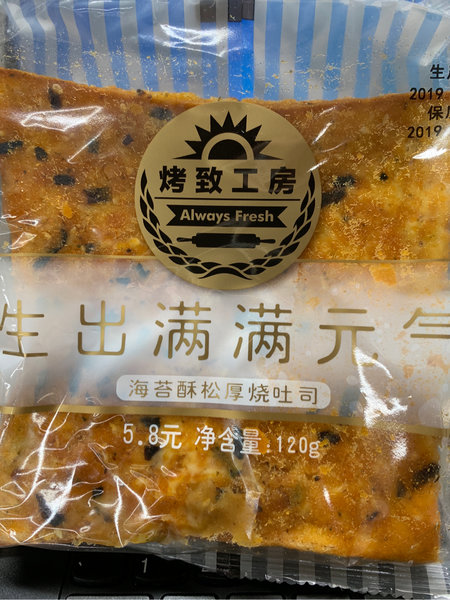 生
2019
保
2019
烤致工房
Always Fresh
生出满满元气
海苔酥松厚烧吐司
5.8元 净含量:120g
1